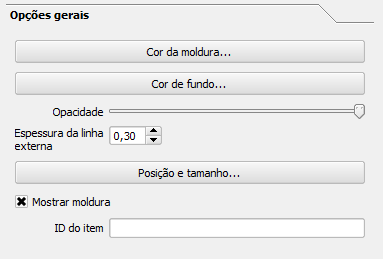 Opções gerais
Cor da moldura...
Cor de fundo...
Opacidade
Espessura da linha
externa
0,30
Posição e tamanho...
Mostrar moldura
ID do item